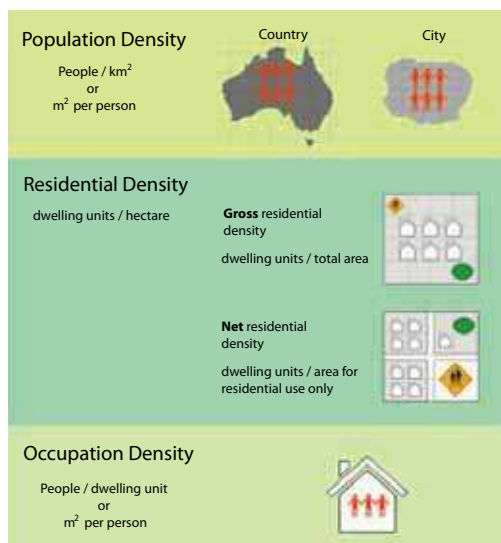 Population Density
People / km²
or
m² per person
Country
City
Residential Density
dwelling units / hectare
Gross residential
density
dwelling units / total area
Net residential
density
dwelling units / area for
residential use only
Occupation Density
People / dwelling unit
or
m² per person